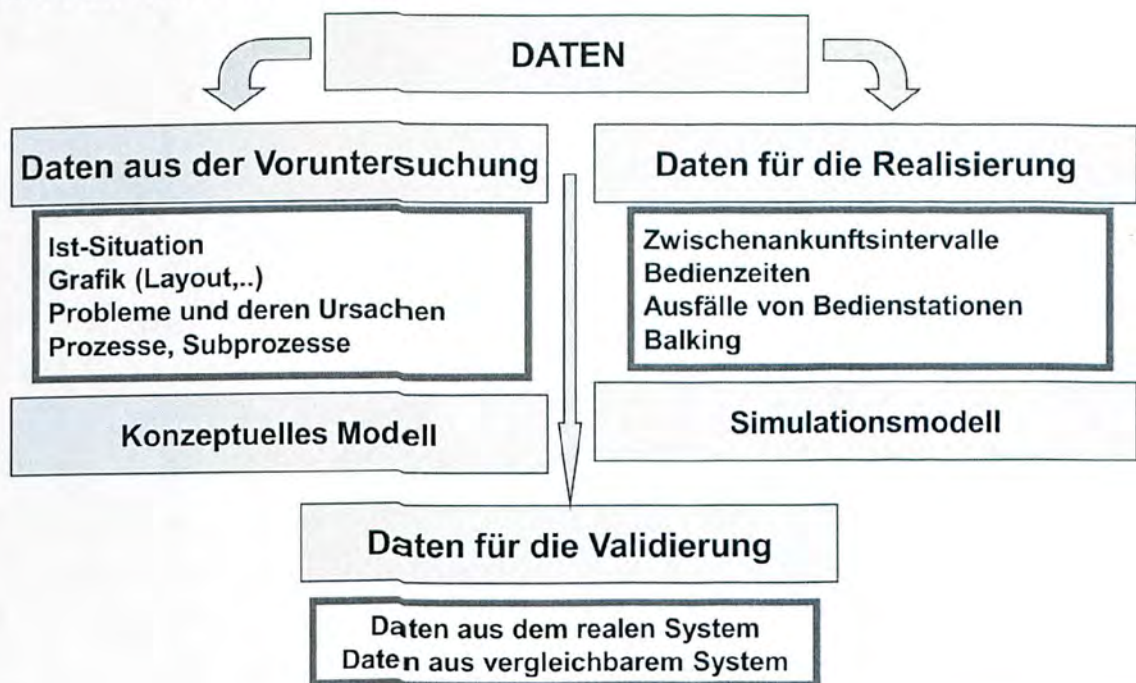 DATEN
Daten aus der Voruntersuchung
Ist-Situation
Grafik (Layout,..)
Probleme und deren Ursachen
Prozesse, Subprozesse
Konzeptuelles Modell
Daten für die Realisierung
Zwischenankunftsintervalle
Bedienzeiten
Ausfälle von Bedienstationen
Balking
Simulationsmodell
Daten für die Validierung
Daten aus dem realen System
Daten aus vergleichbarem System